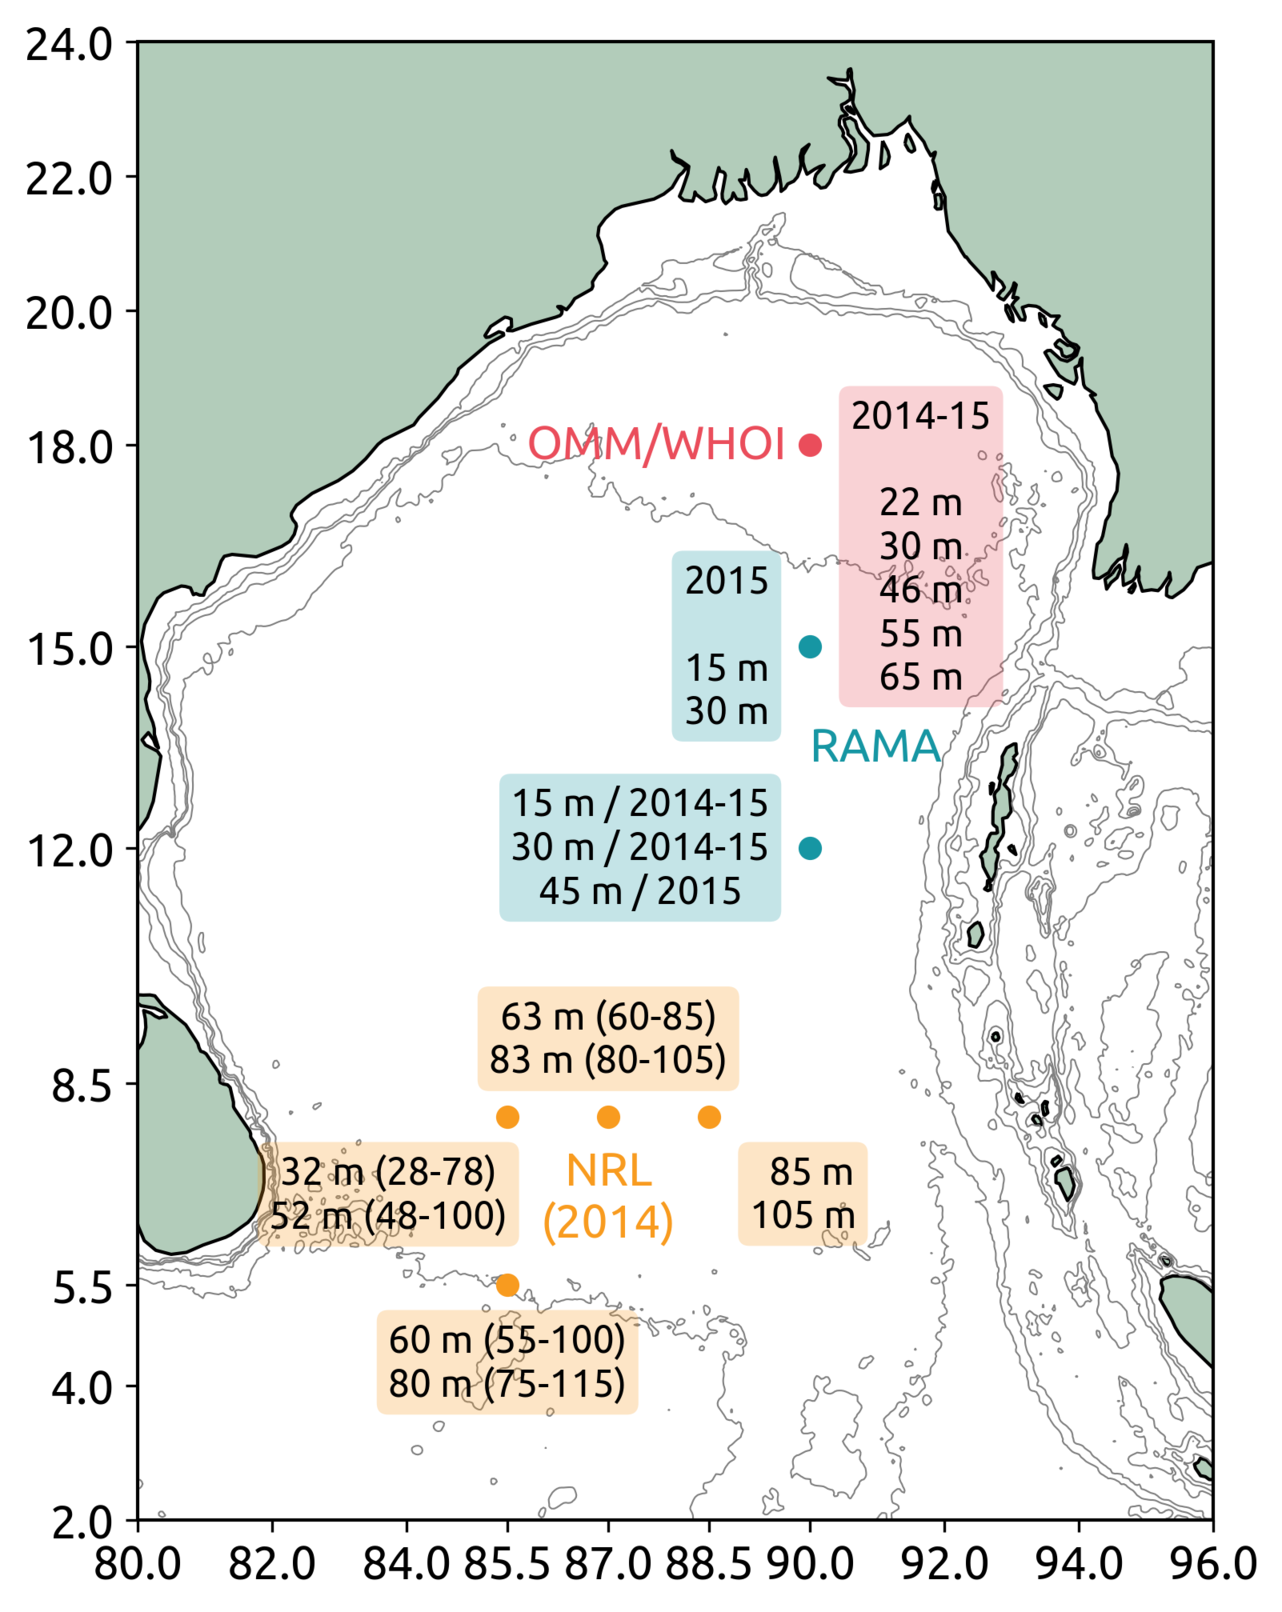 24.0
22.0
20.0
18.0
15.0
12.0
8.5
5.5
4.0
2.0
OMM/WHOI
2014-15
22 m
30 m
46 m
55 m
65 m
2015
15 m
30 m
RAMA
15 m / 2014-15
30 m / 2014-15
45 m / 2015
63 m (60-85)
83 m (80-105)
32 m (28-78)
52 m (48-100)
NRL
(2014)
85 m
105 m
60 m (55-100)
80 m (75-115)
80.0 82.0 84.0 85.5 87.0 88.5 90.0 92.0 94.0 96.0